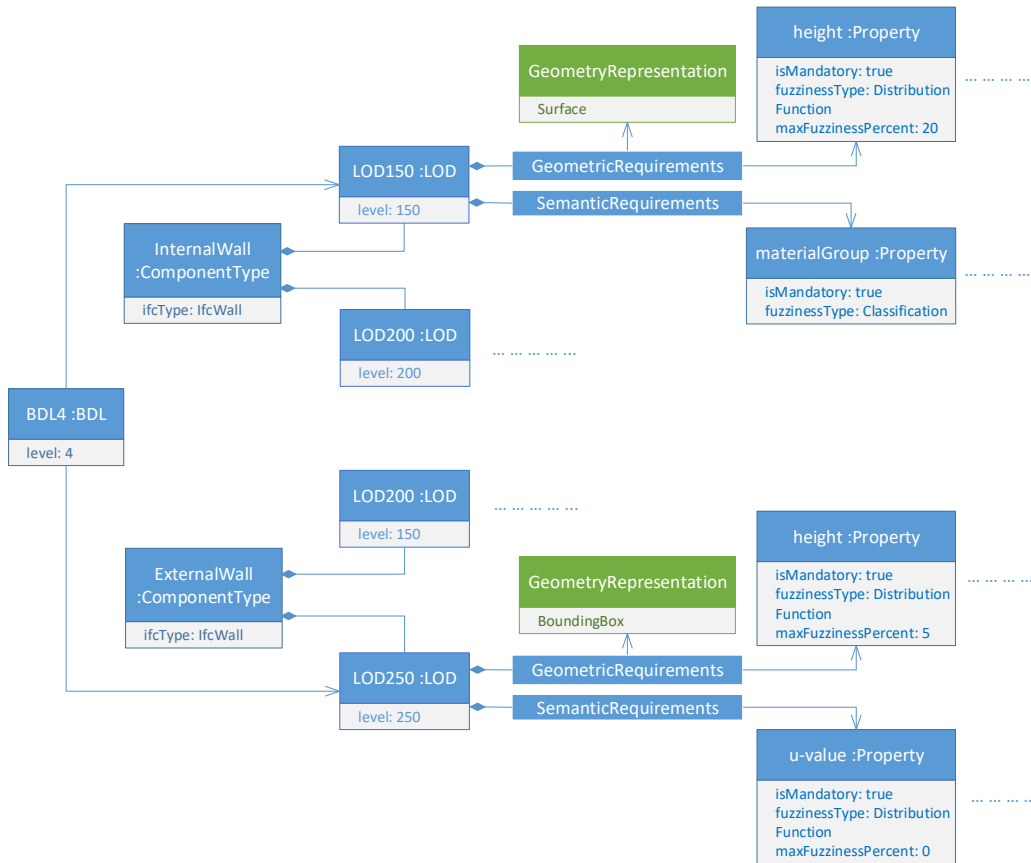 height :Property
isMandatory: true
fuzzinessType: Distribution
Function
maxFuzzinessPercent: 20
... ... ... ...
GeometryRepresentation
Surface
LOD150 :LOD
level: 150
GeometricRequirements
SemanticRequirements
materialGroup :Property
isMandatory: true
fuzzinessType: Classification
... ... ... ...
InternalWall
:ComponentType
ifcType: IfcWall
LOD200 :LOD
level: 200
... ... ... ... ...
BDL4 :BDL
level: 4
LOD200 :LOD
level: 150
... ... ... ... ...
ExternalWall
:ComponentType
ifcType: IfcWall
height :Property
isMandatory: true
fuzzinessType: Distribution
Function
maxFuzzinessPercent: 5
... ... ... ...
GeometryRepresentation
BoundingBox
LOD250 :LOD
level: 250
GeometricRequirements
SemanticRequirements
u-value :Property
isMandatory: true
fuzzinessType: Distribution
Function
maxFuzzinessPercent: 0
... ... ... ...